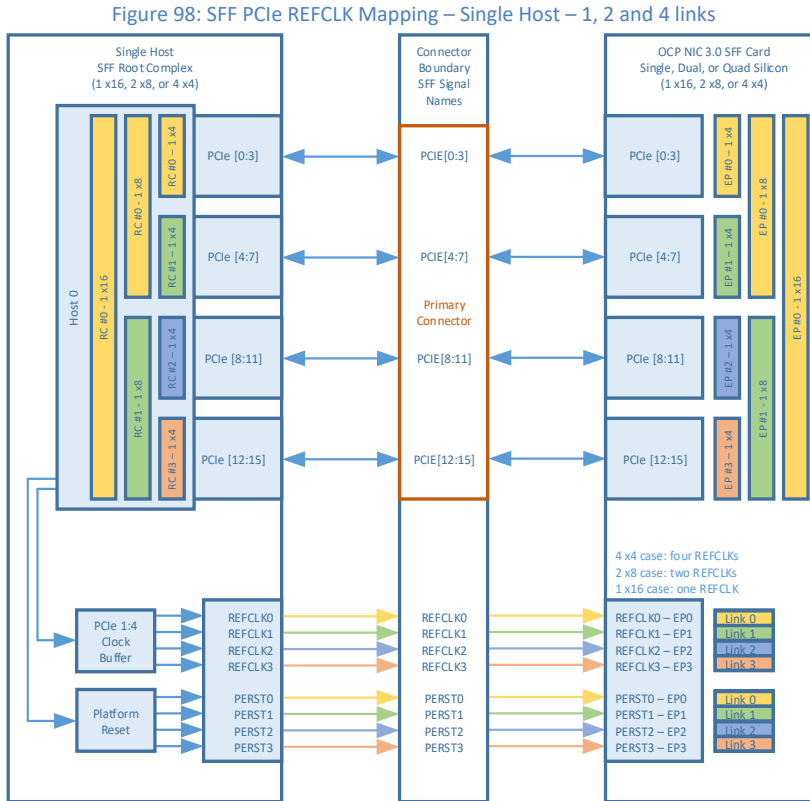 Figure 98: SFF PCIe REFCLK Mapping – Single Host – 1, 2 and 4 links
Single Host
SFF Root Complex
(1 x16, 2 x8, or 4 x4)
Connector
Boundary
SFF Signal
Names
OCP NIC 3.0 SFF Card
Single, Dual, or Quad Silicon
(1 x16, 2 x8, or 4 x4)
Host 0
RC #0 - 1 x16
RC #0 - 1 x8
RC #1 - 1 x8
RC #0 – 1 x4
RC #1 – 1 x4
RC #2 – 1 x4
RC #3 – 1 x4
PCIe [0:3]
PCIe [4:7]
PCIe [8:11]
PCIe [12:15]
PCIE[0:3]
PCIE[4:7]
Primary
Connector
PCIE[8:11]
PCIE[12:15]
PCIe [0:3]
PCIe [4:7]
PCIe [8:11]
PCIe [12:15]
EP #0 – 1 x4
EP #1 – 1 x4
EP #2 – 1 x4
EP #3 – 1 x4
EP #0 - 1 x8
EP #1 - 1 x8
EP #0 - 1 x16
4 x4 case: four REFCLKs
2 x8 case: two REFCLKs
1 x16 case: one REFCLK
PCIe 1:4
Clock
Buffer
Platform
Reset
REFCLK0
REFCLK1
REFCLK2
REFCLK3
PERST0
PERST1
PERST2
PERST3
REFCLK0
REFCLK1
REFCLK2
REFCLK3
PERST0
PERST1
PERST2
PERST3
REFCLK0 – EP0
REFCLK1 – EP1
REFCLK2 – EP2
REFCLK3 – EP3
PERST0 – EP0
PERST1 – EP1
PERST2 – EP2
PERST3 – EP3
Link 0
Link 1
Link 2
Link 3
Link 0
Link 1
Link 2
Link 3